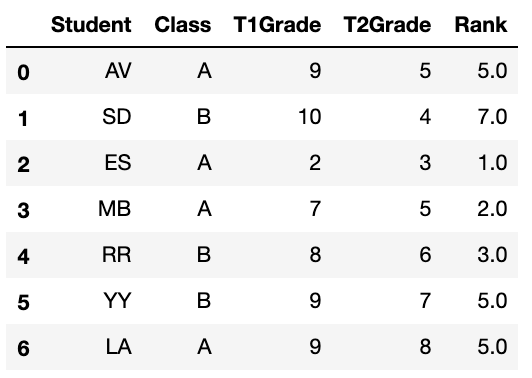 Student Class T1Grade T2Grade Rank
0 AV A 9 5 5.0
1 SD B 10 4 7.0
2 ES A 2 3 1.0
3 MB A 7 5 2.0
4 RR B 8 6 3.0
5 YY B 9 7 5.0
6 LA A 9 8 5.0